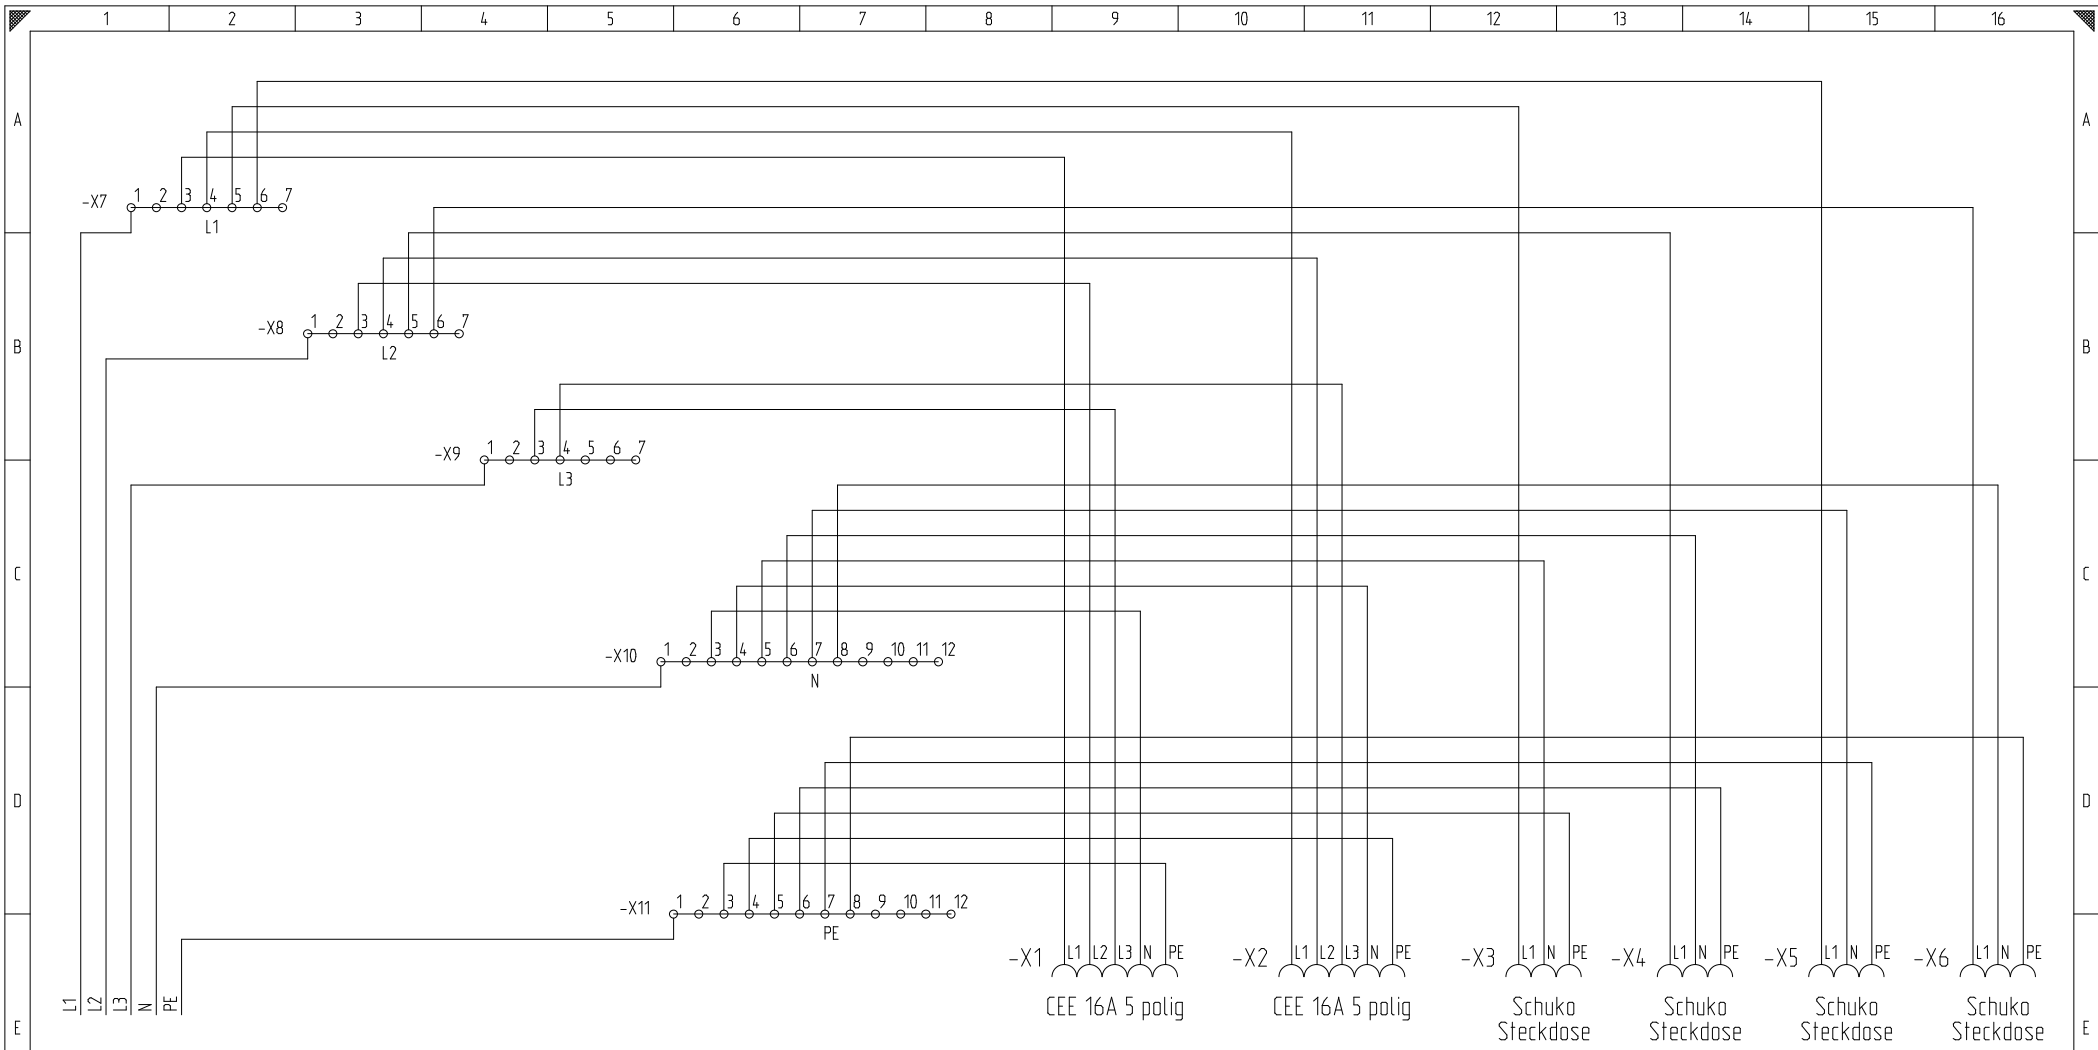 1 2 3 4 5 6 7 8 9 10 11 12 13 14 15 16
A A
-X7 1 2 3 4 5 6 7
L1
-X8 1 2 3 4 5 6 7
B L2 B
-X9 1 2 3 4 5 6 7
L3
C C
-X10 1 2 3 4 5 6 7 8 9 10 11 12
N
D D
-X11 1 2 3 4 5 6 7 8 9 10 11 12
PE
-X1 L1 L2 L3 N PE -X2 L1 L2 L3 N PE -X3 L1 N PE -X4 L1 N PE -X5 L1 N PE -X6 L1 N PE
L1 L2 L3 N PE
CEE 16A 5 polig CEE 16A 5 polig Schuko Schuko Schuko Schuko
E Steckdose Steckdose Steckdose Steckdose E